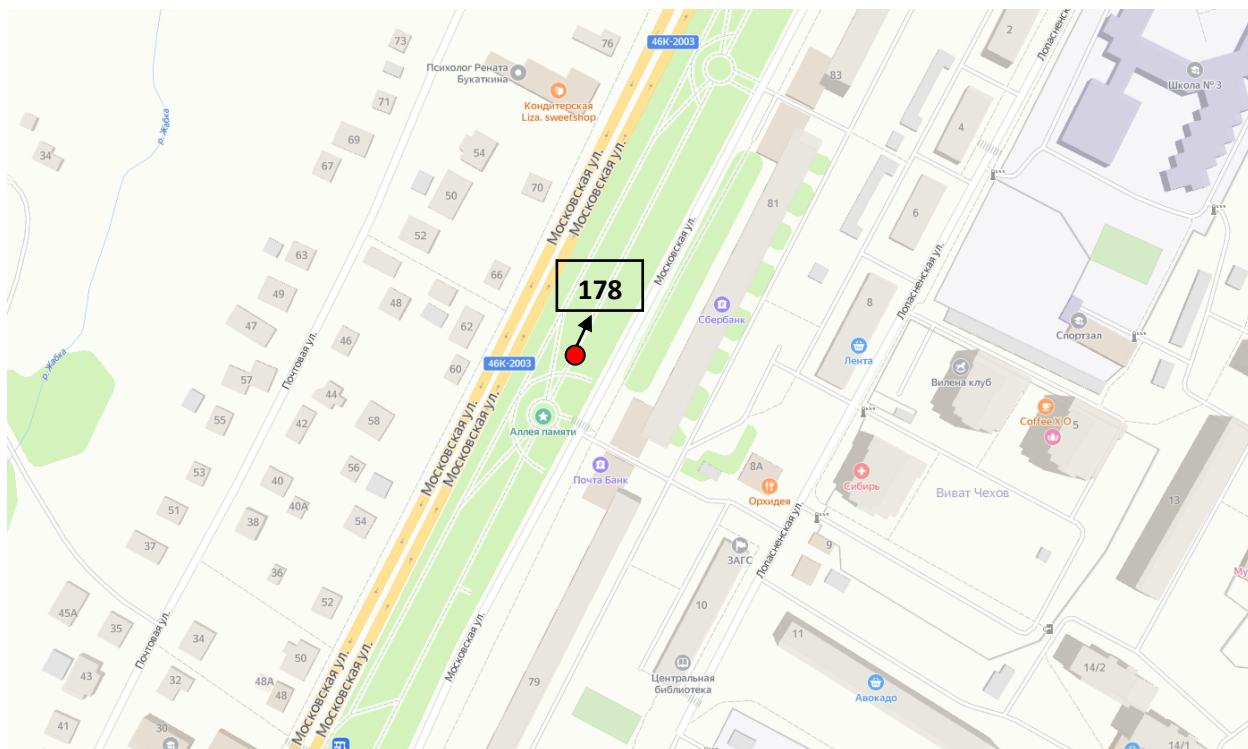 73
76
46К-2003
2
Лопасненск
Психолог Рената
Букаткина
83
Школа № 3
71
Кондитерская
Liza. sweetshop
р. Жабка
69
4
34
67
54
70
50
Московская ул.
Московская ул.
81
6
52
63
66
Московская ул.
Лопасненская ул.
178
49
48
8
Сбербанк
47
46
62
Спортзал
Почтовая ул.
46К-2003
Лента
р. Жабка
60
57
Вилена клуб
44
55
42
58
Московская ул.
Московская ул.
Аллея памяти
Coffee X.O
5
53
56
40
Почта Банк
8А
Сибирь
Виват Чехов
13
51
40А
Орхидея
38
54
37
ЗАГС
9
Лопасненская ул.
36
Му
52
10
45А
35
Почтовая ул.
34
11
50
Московская ул.
14/2
43
32
48А
48
79
Центральная
библиотека
Авокадо
Московская ул.
Московская ул.
41
30
14/1